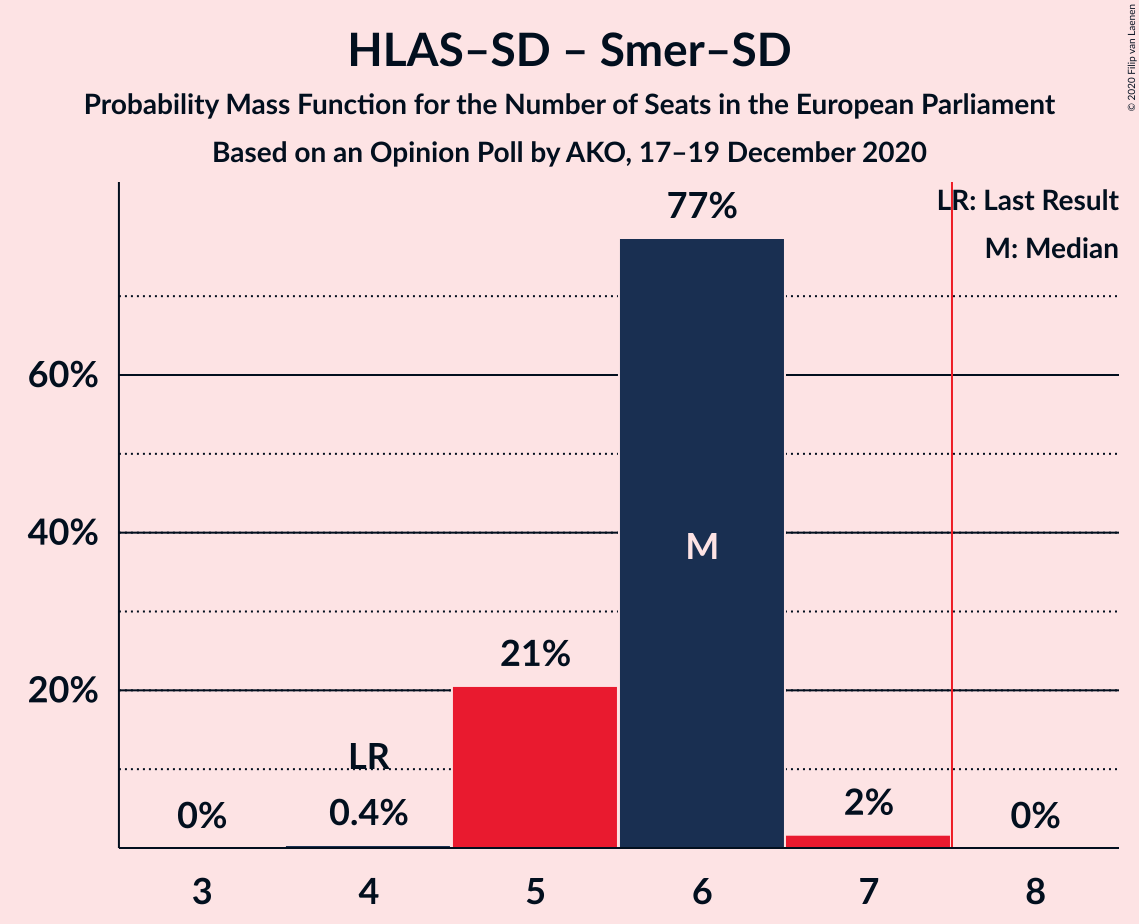 HLAS–SD – Smer–SD
Probability Mass Function for the Number of Seats in the European Parliament
Based on an Opinion Poll by AKO, 17–19 December 2020
© 2020 Filip van Laenen
LR: Last Result
M: Median
77%
60%
40%
M
21%
20%
LR
0%
0.4%
2%
0%
3
4
5
6
7
8